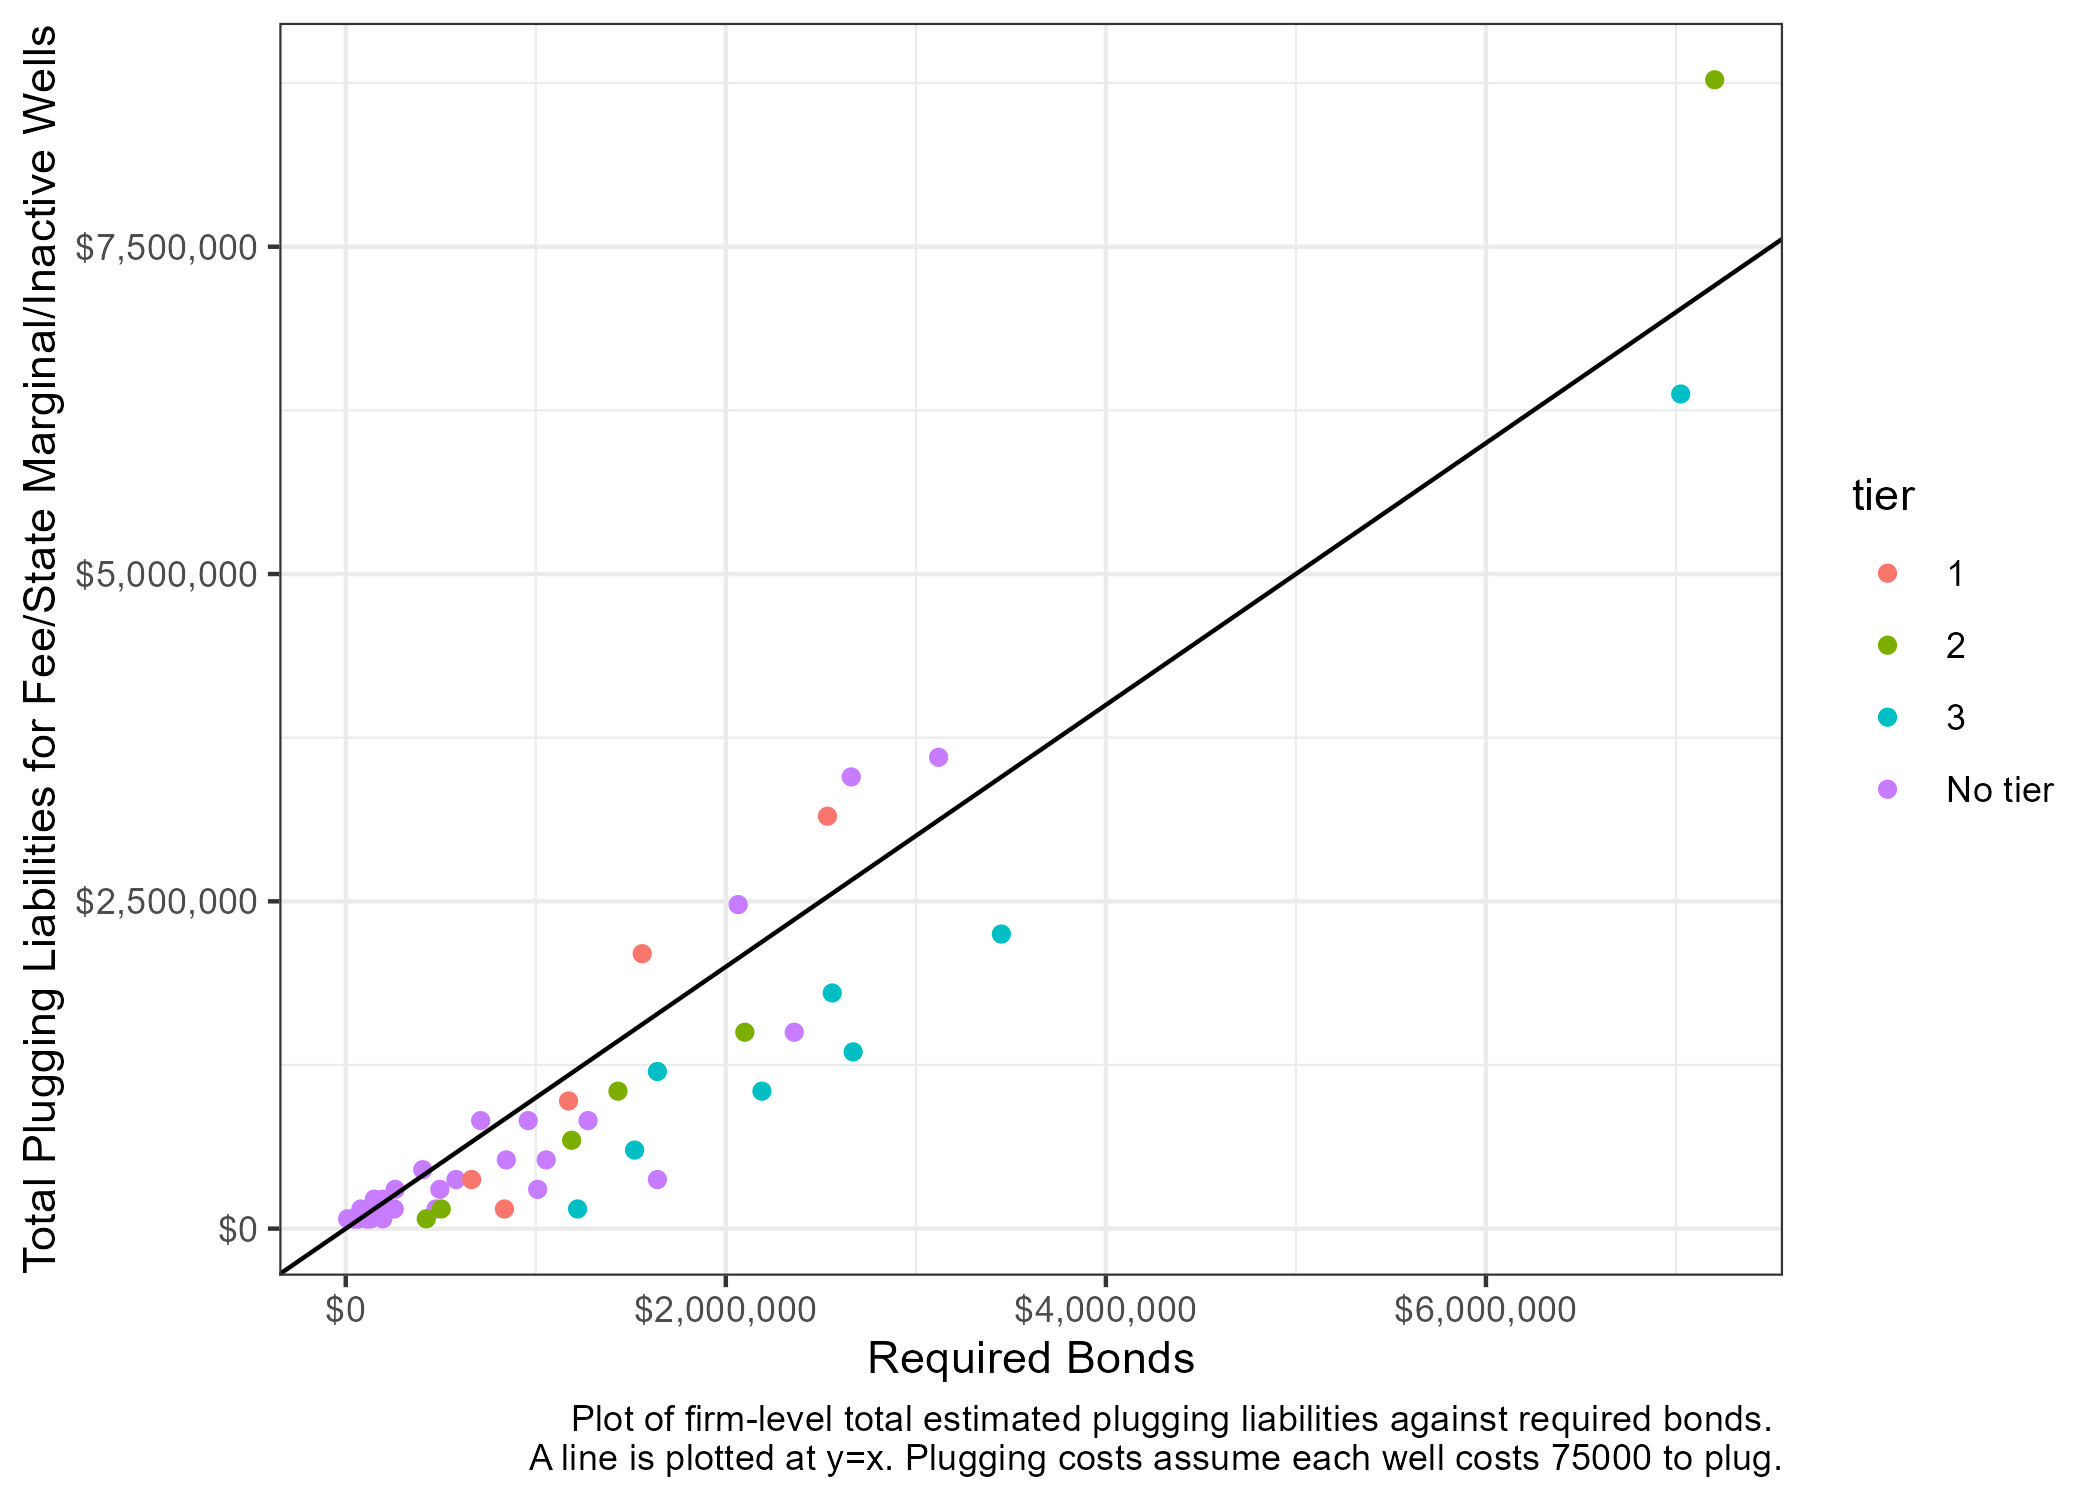 Total Plugging Liabilities for Fee/State Marginal/Inactive Wells
$7,500,000
$5,000,000
$2,500,000
$0
$0
$2,000,000
$4,000,000
$6,000,000
Required Bonds
tier
1
2
3
No tier
Plot of firm-level total estimated plugging liabilities against required bonds.
A line is plotted at y=x. Plugging costs assume each well costs 75000 to plug.